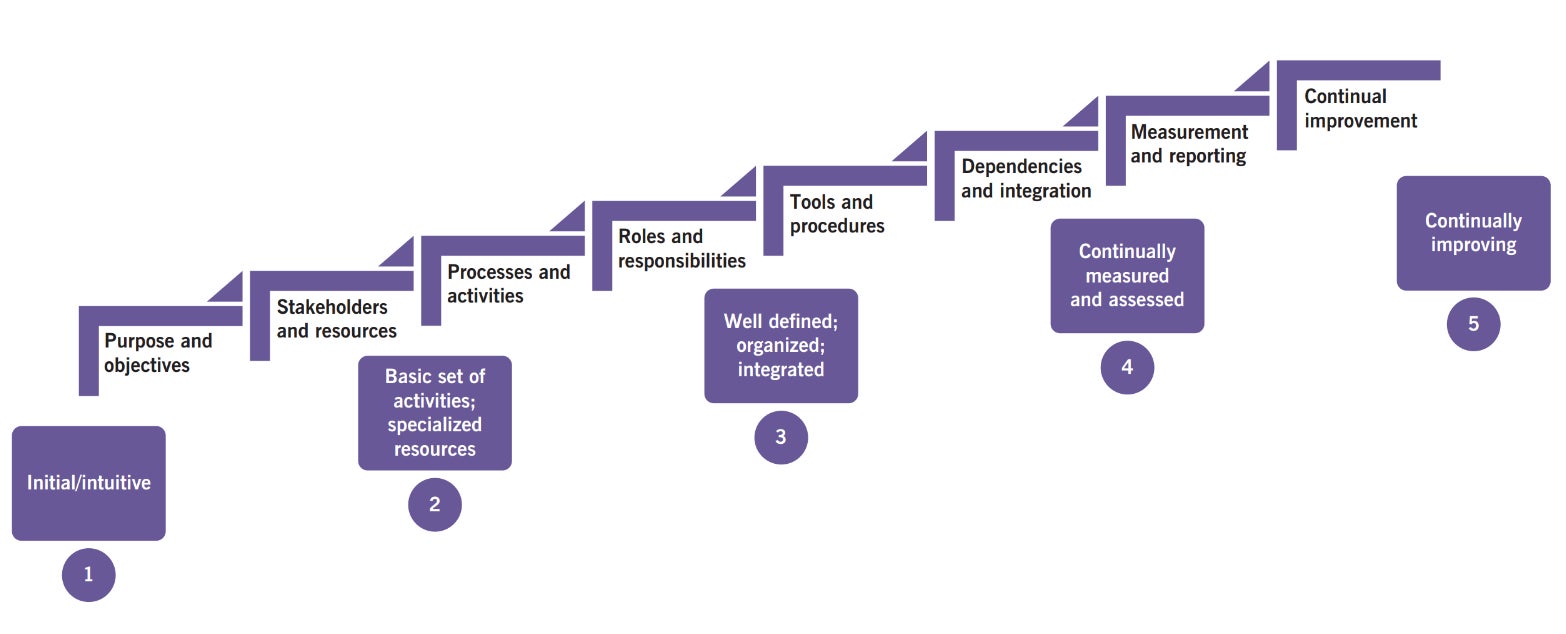 Purpose and
objectives
Stakeholders
and resources
Processes and
activities
Roles and
responsibilities
Tools and
procedures
Dependencies
and integration
Measurement
and reporting
Continual
improvement
Initial/intuitive
1
Basic set of
activities;
specialized
resources
2
Well defined;
organized;
integrated
3
Continually
measured
and assessed
4
Continually
improving
5